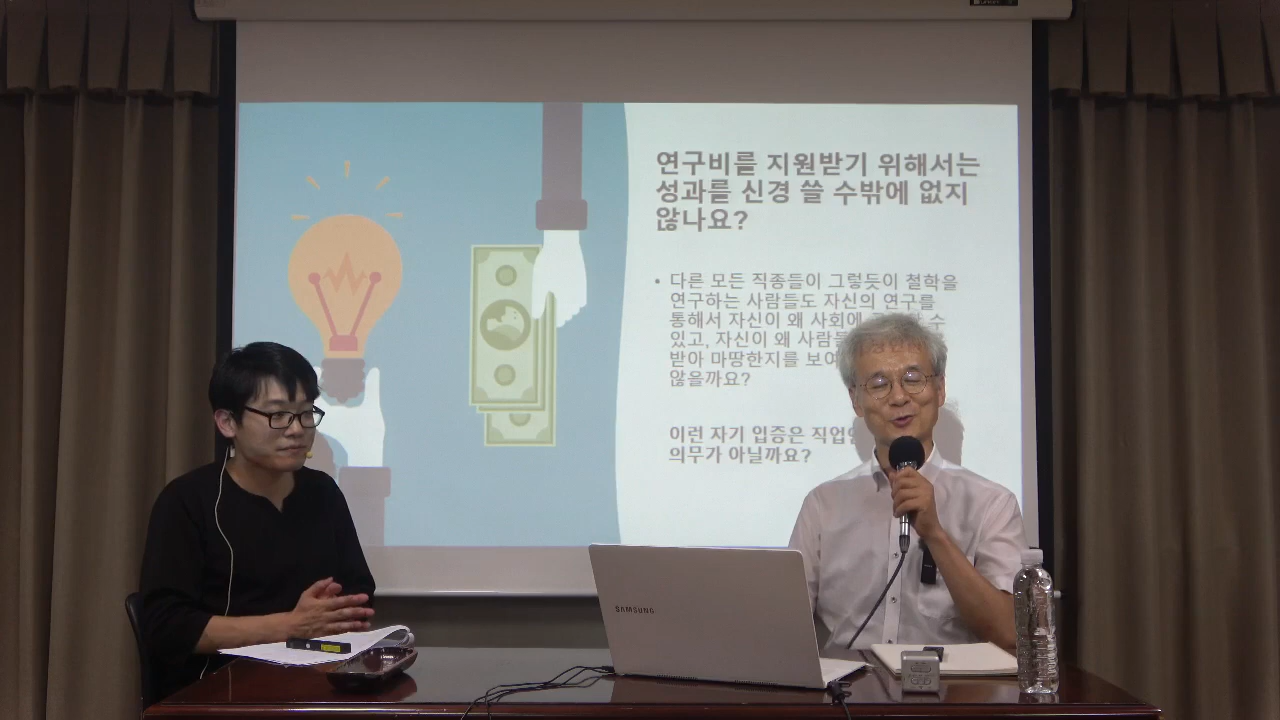 연구비를 지원받기 위해서는
성과를 신경 쓸 수밖에 없지
않나요?
• 다른 모든 직종들이 그렇듯이 철학을
연구하는 사람들도 자신의 연구를
통해서 자신이 왜 사회에 수
있고, 자신이 왜
받아 마땅한지를
않을까요?
이런 자기 입증은
의무가 아닐까요?
SAMSUNG